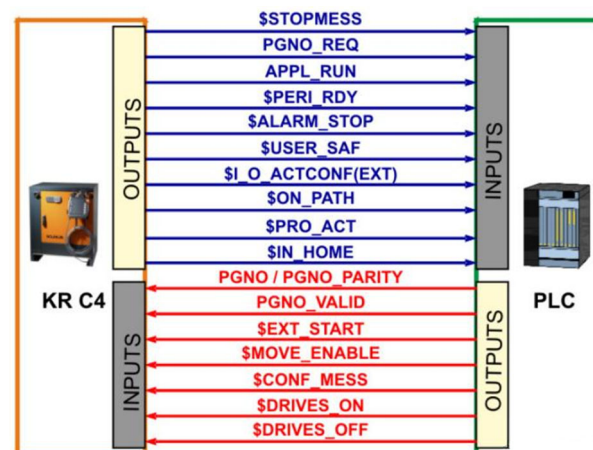 $STOPMESS
PGNO_REQ
APPL_RUN
$PERI_RDY
$ALARM_STOP
$USER_SAF
$I_O_ACTCONF(EXT)
$ON_PATH
$PRO_ACT
$IN_HOME
OUTPUTS
INPUTS
KR C4
PLC
PGNO / PGNO_PARITY
PGNO_VALID
$EXT_START
$MOVE_ENABLE
$CONF_MESS
$DRIVES_ON
$DRIVES_OFF
INPUTS
OUTPUTS